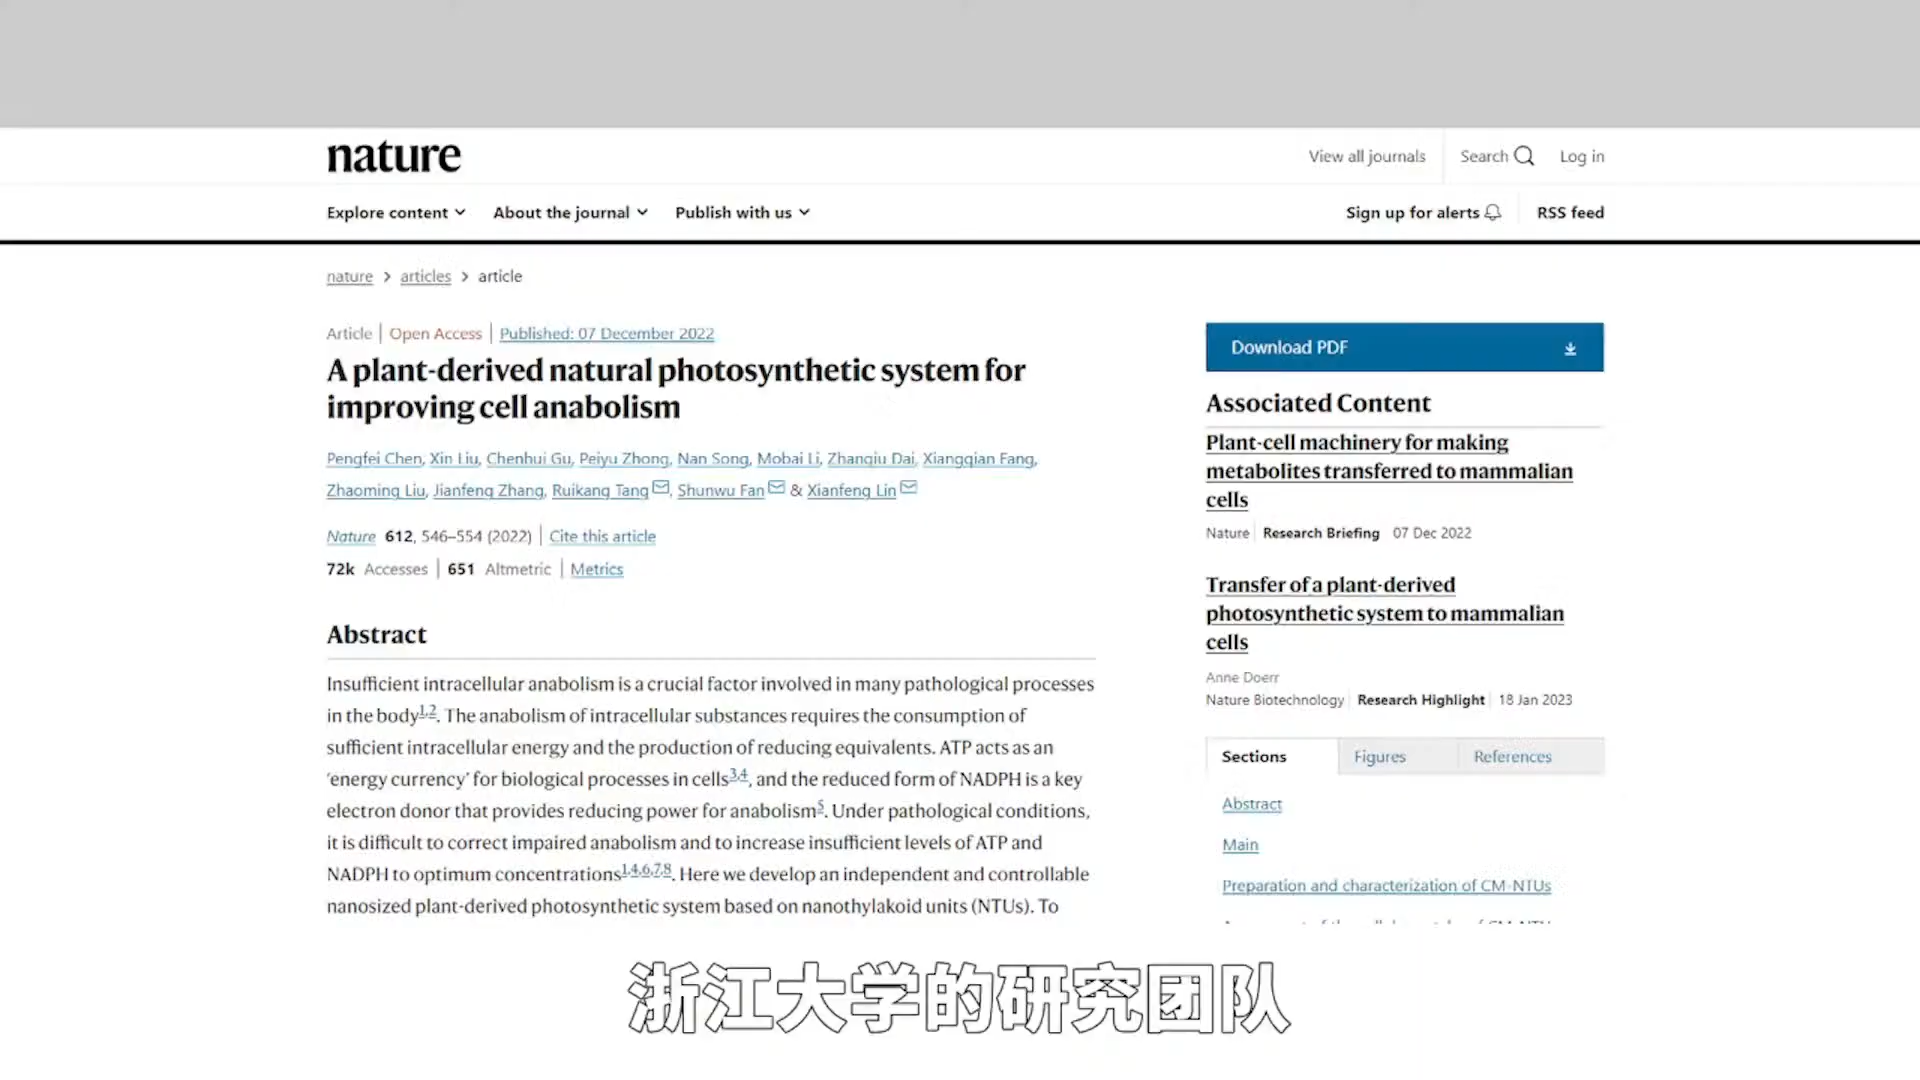 nature
View all journals
Search
Log in
Explore content
About the journal
Publish with us
Sign up for alerts
RSS feed
nature > articles > article
Article | Open Access | Published: 07 December 2022
A plant-derived natural photosynthetic system for
improving cell anabolism
Pengfei Chen, Xin Liu, Chenhui Gu, Peiyu Zhong, Nan Song, Mobai Li, Zhanqiu Dai, Xiangqian Fang,
Zhaoming Liu, Jianfeng Zhang, Ruikang Tang, Shunwu Fan & Xianfeng Lin
Nature 612, 546–554 (2022) | Cite this article
72k Accesses | 651 Altmetric | Metrics
Abstract
Insufficient intracellular anabolism is a crucial factor involved in many pathological processes
in the body1,2. The anabolism of intracellular substances requires the consumption of
sufficient intracellular energy and the production of reducing equivalents. ATP acts as an
‘energy currency’ for biological processes in cells3,4, and the reduced form of NADPH is a key
electron donor that provides reducing power for anabolism5. Under pathological conditions,
it is difficult to correct impaired anabolism and to increase insufficient levels of ATP and
NADPH to optimum concentrations1,4,6,7,8. Here we develop an independent and controllable
nanosized plant-derived photosynthetic system based on nanothylakoid units (NTUs). To
Download PDF
Associated Content
Plant-cell machinery for making
metabolites transferred to mammalian
cells
Nature | Research Briefing | 07 Dec 2022
Transfer of a plant-derived
photosynthetic system to mammalian
cells
Anne Doerr
Nature Biotechnology | Research Highlight | 18 Jan 2023
Sections
Figures
References
Abstract
Main
Preparation and characterization of CM-NTUs
浙江大学的研究团队